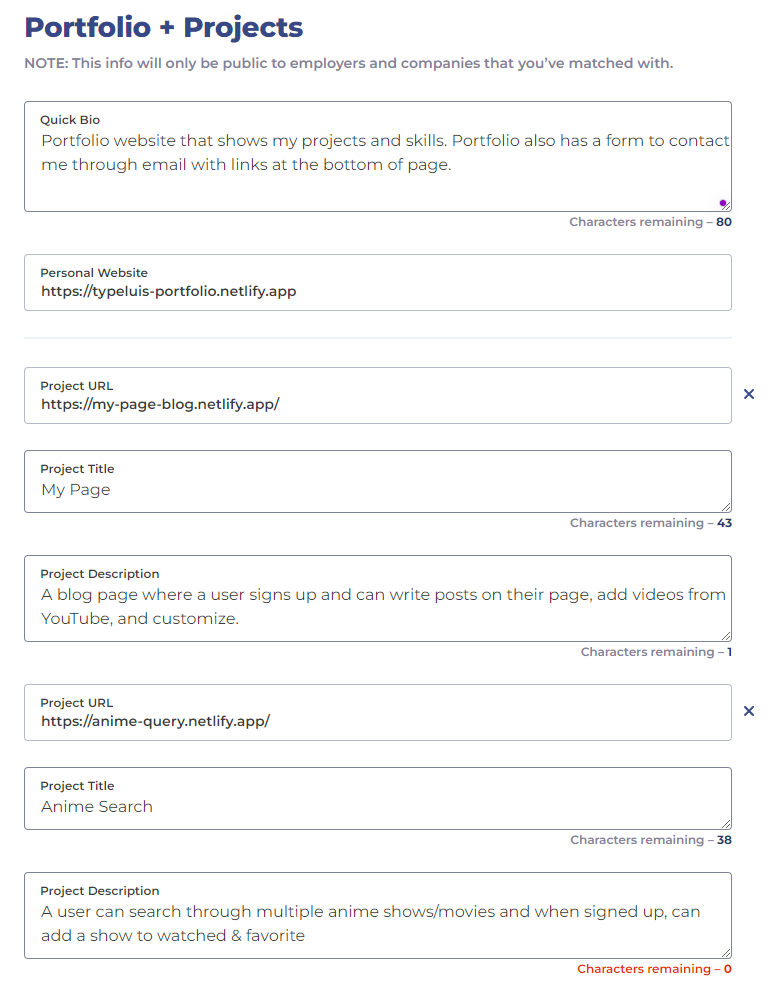 Portfolio + Projects
NOTE: This info will only be public to employers and companies that you've matched with.
Quick Bio
Portfolio website that shows my projects and skills. Portfolio also has a form to contact
me through email with links at the bottom of page.
Characters remaining – 80
Personal Website
https://typeluis-portfolio.netlify.app
Project URL
https://my-page-blog.netlify.app/
Project Title
My Page
Characters remaining – 43
Project Description
A blog page where a user signs up and can write posts on their page, add videos from
YouTube, and customize.
Characters remaining – 1
Project URL
https://anime-query.netlify.app/
Project Title
Anime Search
Characters remaining – 38
Project Description
A user can search through multiple anime shows/movies and when signed up, can
add a show to watched & favorite
Characters remaining – 0